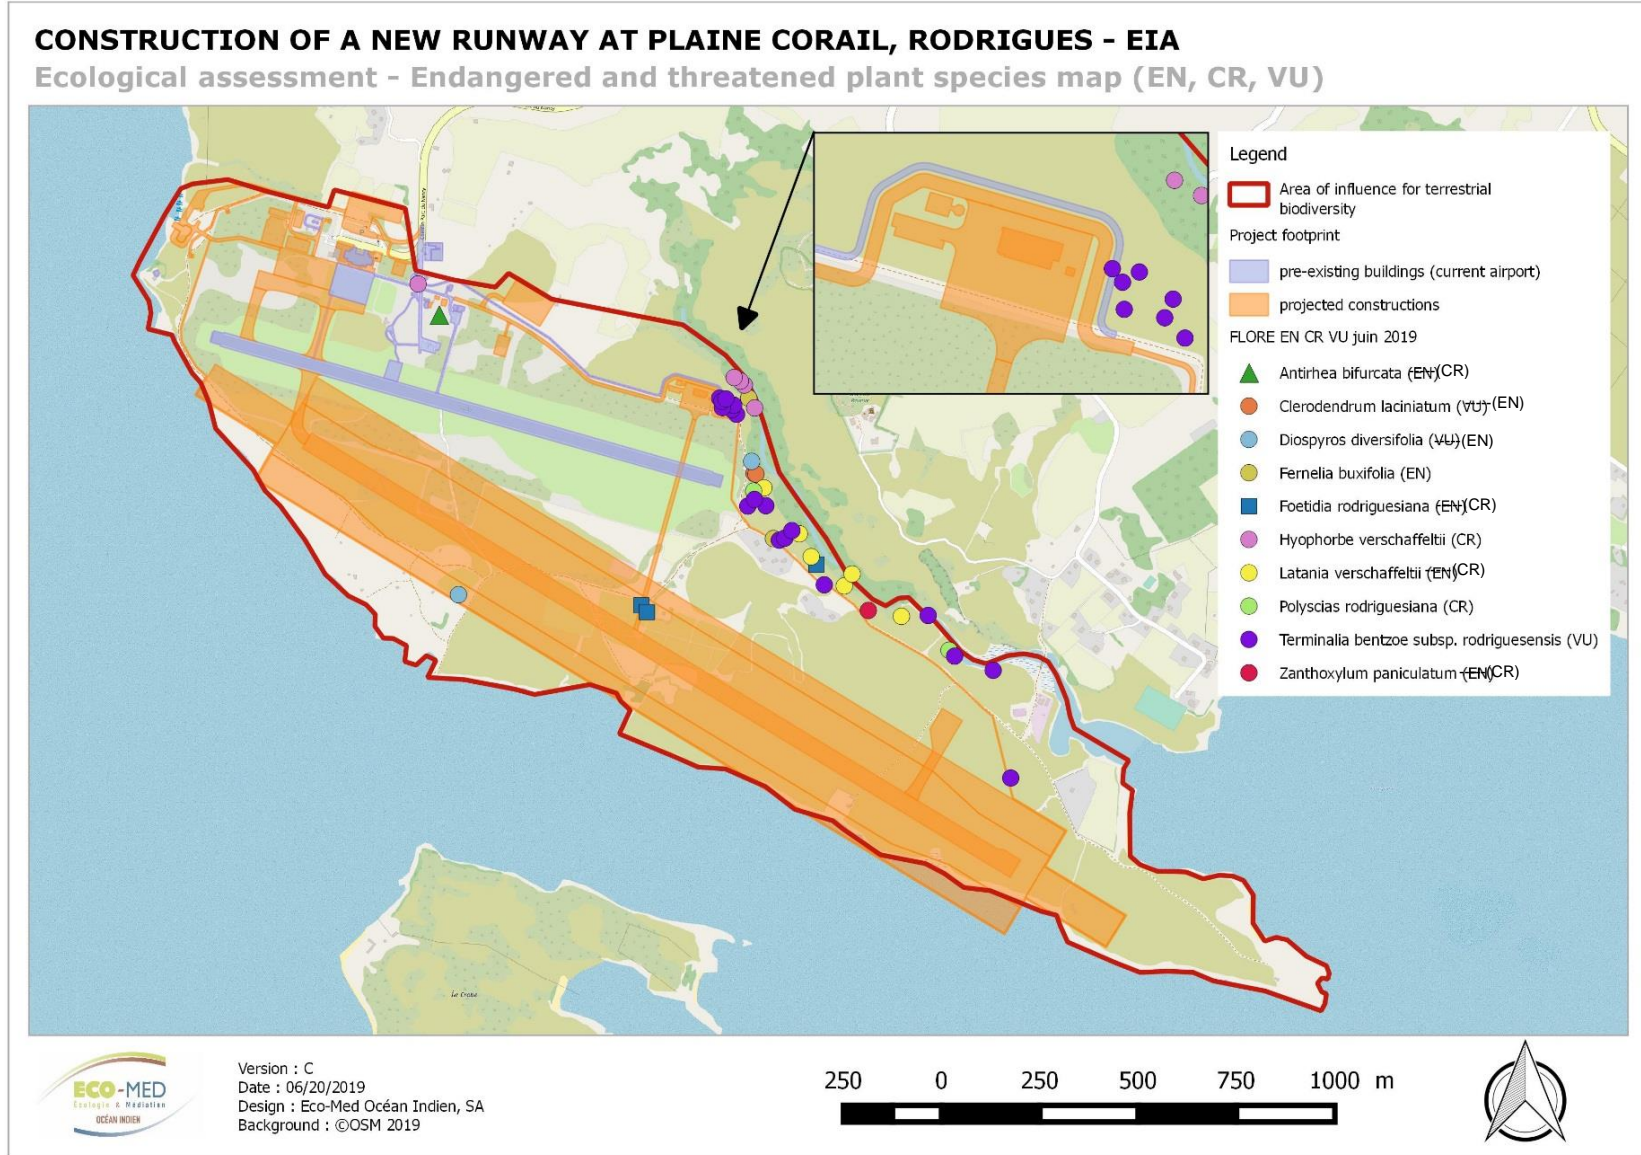 CONSTRUCTION OF A NEW RUNWAY AT PLAINE CORAIL, RODRIGUES - EIA
Ecological assessment - Endangered and threatened plant species map (EN, CR, VU)
Legend
Area of influence for terrestrial
biodiversity
Project footprint
pre-existing buildings (current airport)
projected constructions
FLORE EN CR VU juin 2019
Antirhea bifurcata (EN)(CR)
Clerodendrum laciniatum (VU)(EN)
Diospyros diversifolia (VU)(EN)
Fernelia buxifolia (EN)
Foetidia rodriguesiana (EN)(CR)
Hyophorbe verschaffeltii (CR)
Latania verschaffeltii (EN)(CR)
Polyscias rodriguesiana (CR)
Terminalia bentzoe subsp. rodriguesensis (VU)
Zanthoxylum paniculatum (EN)(CR)
ECO-MED
Écologie & Médiation
OCÉAN INDIEN
Version : C
Date : 06/20/2019
Design : Eco-Med Océan Indien, SA
Background : ©OSM 2019
250 0 250 500 750 1000 m